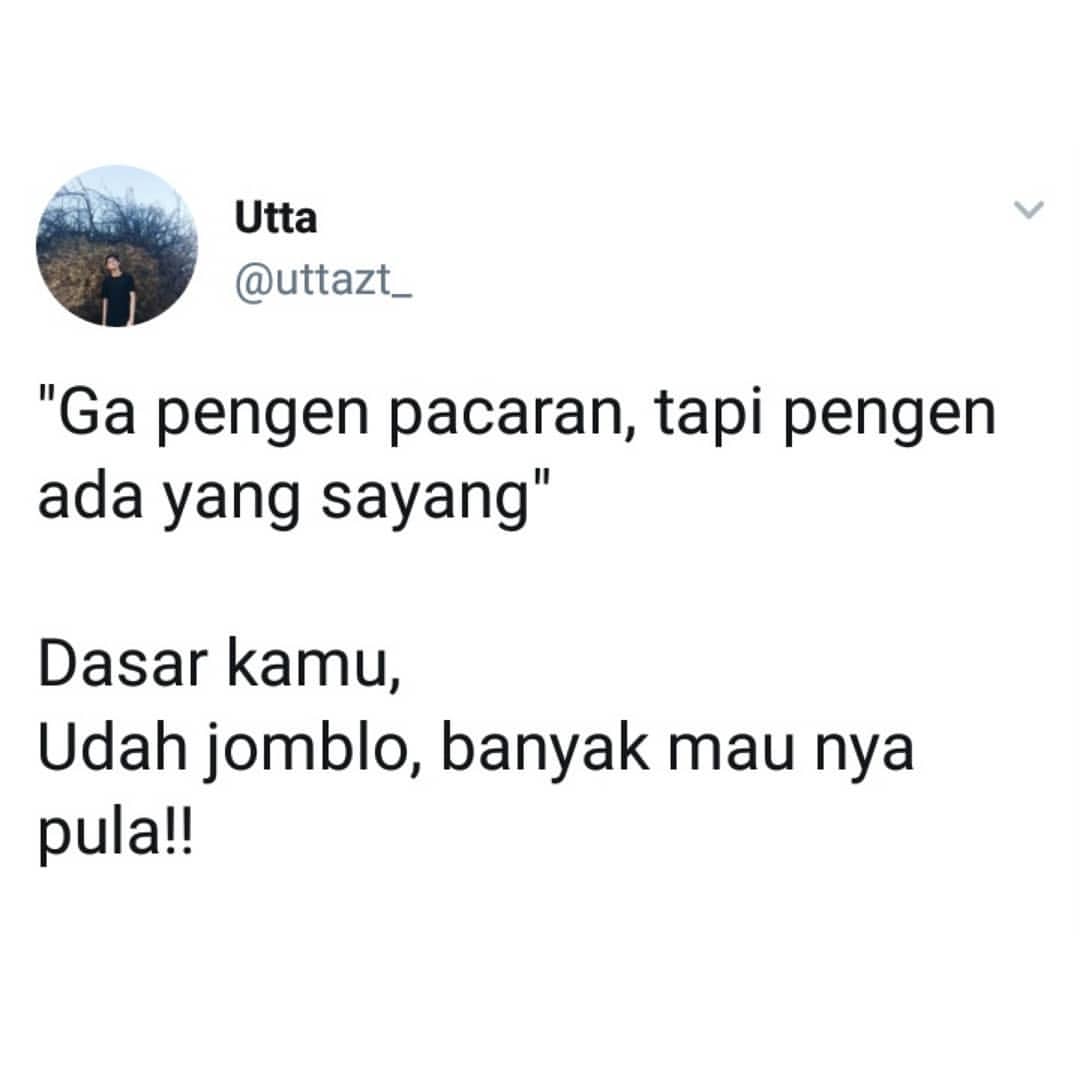 Utta
@uttazt_
"Ga pengen pacaran, tapi pengen
ada yang sayang"
Dasar kamu,
Udah jomblo, banyak mau nya
pula!!